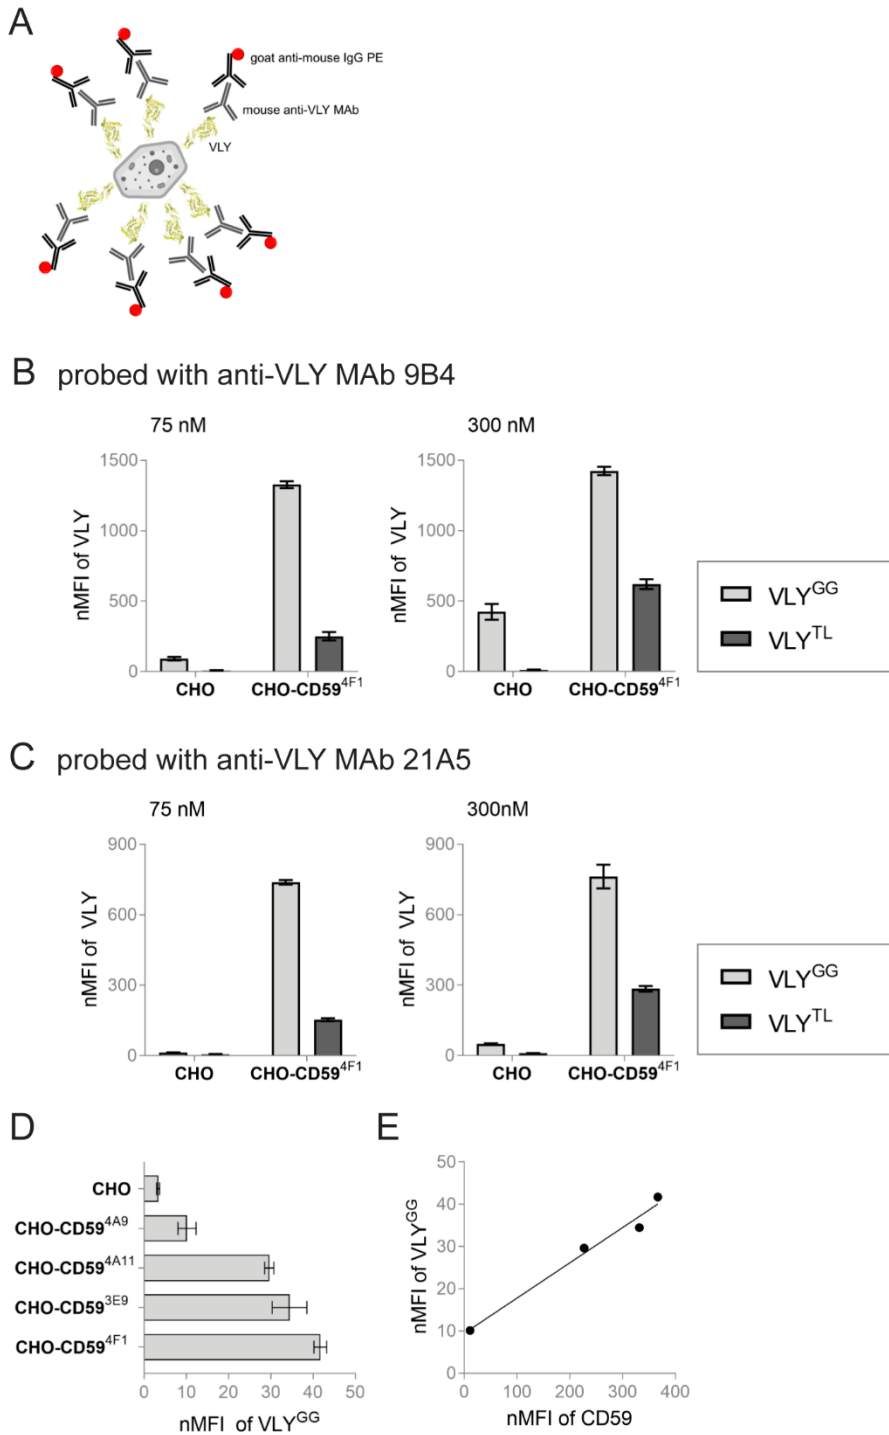 A
goat anti-mouse IgG PE
mouse anti-VLY MAb
VLY
B probed with anti-VLY MAb 9B4
75 nM
300 nM
1500
1000
500
0
nMFI of VLY
CHO
CHO-CD59^4F1
1500
1000
500
0
nMFI of VLY
CHO
CHO-CD59^4F1
VLY^GG
VLY^TL
C probed with anti-VLY MAb 21A5
75 nM
300nM
900
600
300
0
nMFI of VLY
CHO
CHO-CD59^4F1
900
600
300
0
nMFI of VLY
CHO
CHO-CD59^4F1
VLY^GG
VLY^TL
D
CHO
CHO-CD59^4A9
CHO-CD59^4A11
CHO-CD59^3E9
CHO-CD59^4F1
0 10 20 30 40 50
nMFI of VLY^GG
E
50
40
30
20
10
0
nMFI of VLY^GG
0 100 200 300 400
nMFI of CD59